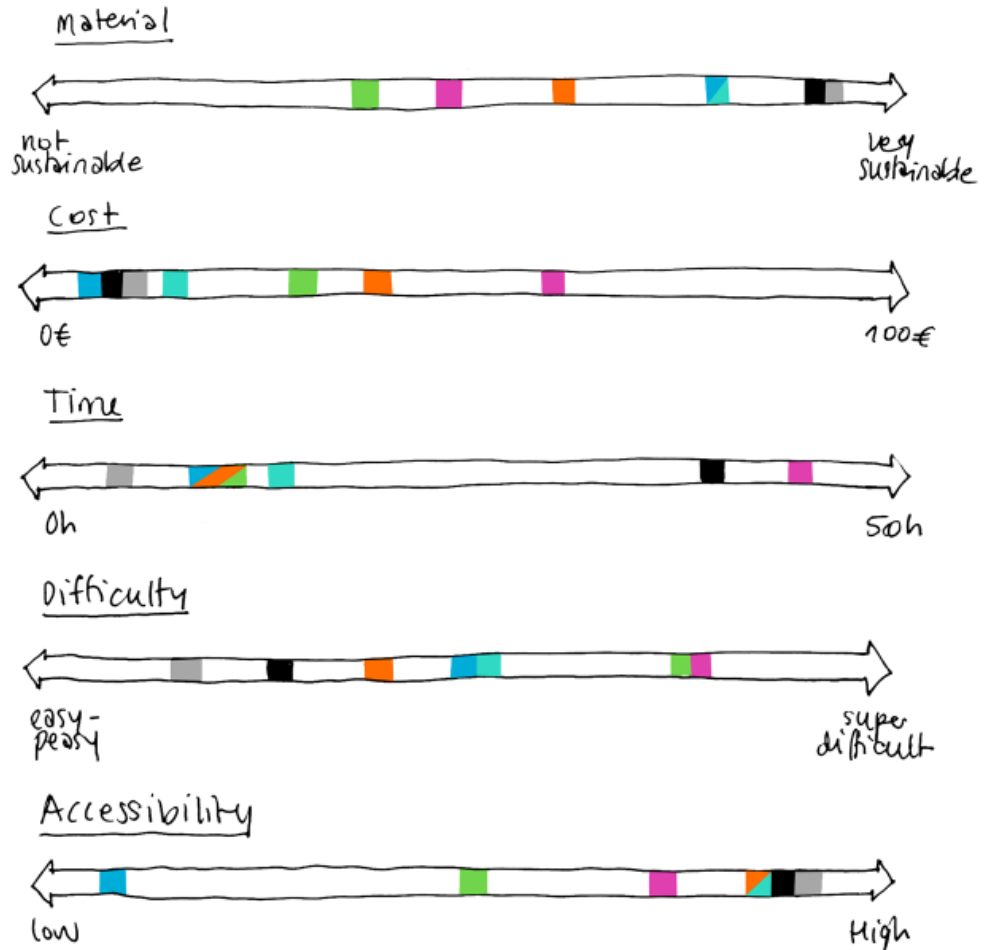 Material
not very
sustainable sustainable
Cost
0€ 100€
Time
0h 50h
Difficulty
easy- super
peasy difficult
Accessibility
low High